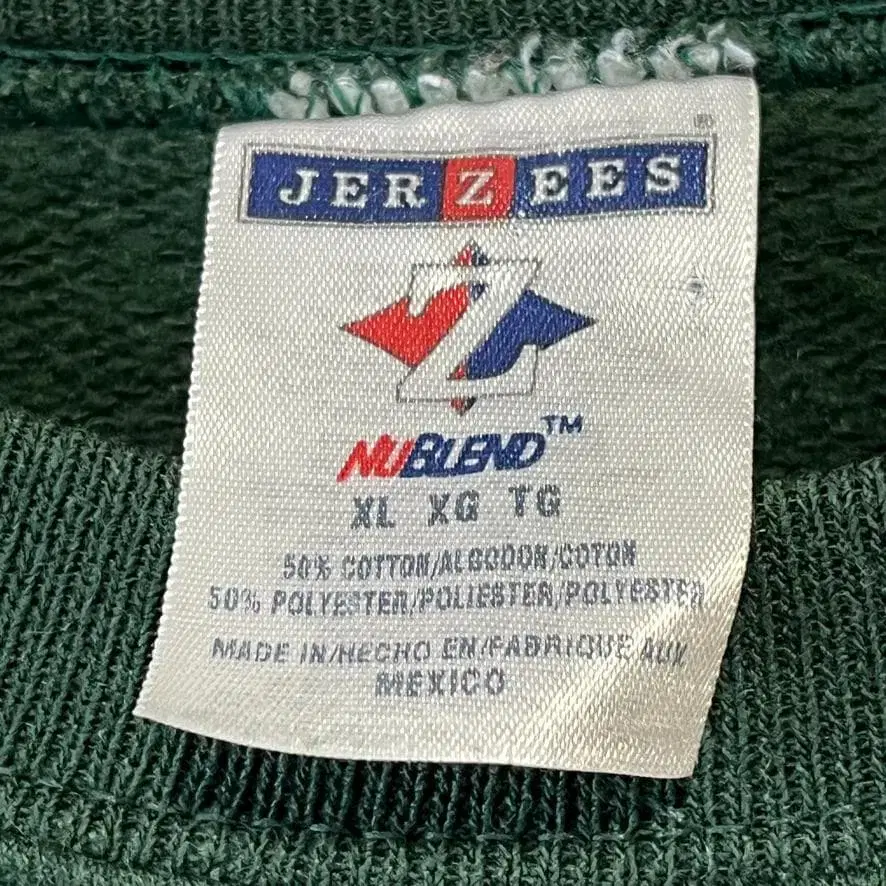 JERZEES®
Z
NUBLEND™
XL XG TG
50% COTTON/ALGODON/COTON
50% POLYESTER/POLIESTER/POLYESTER
MADE IN/HECHO EN/FABRIQUE AUX
MEXICO